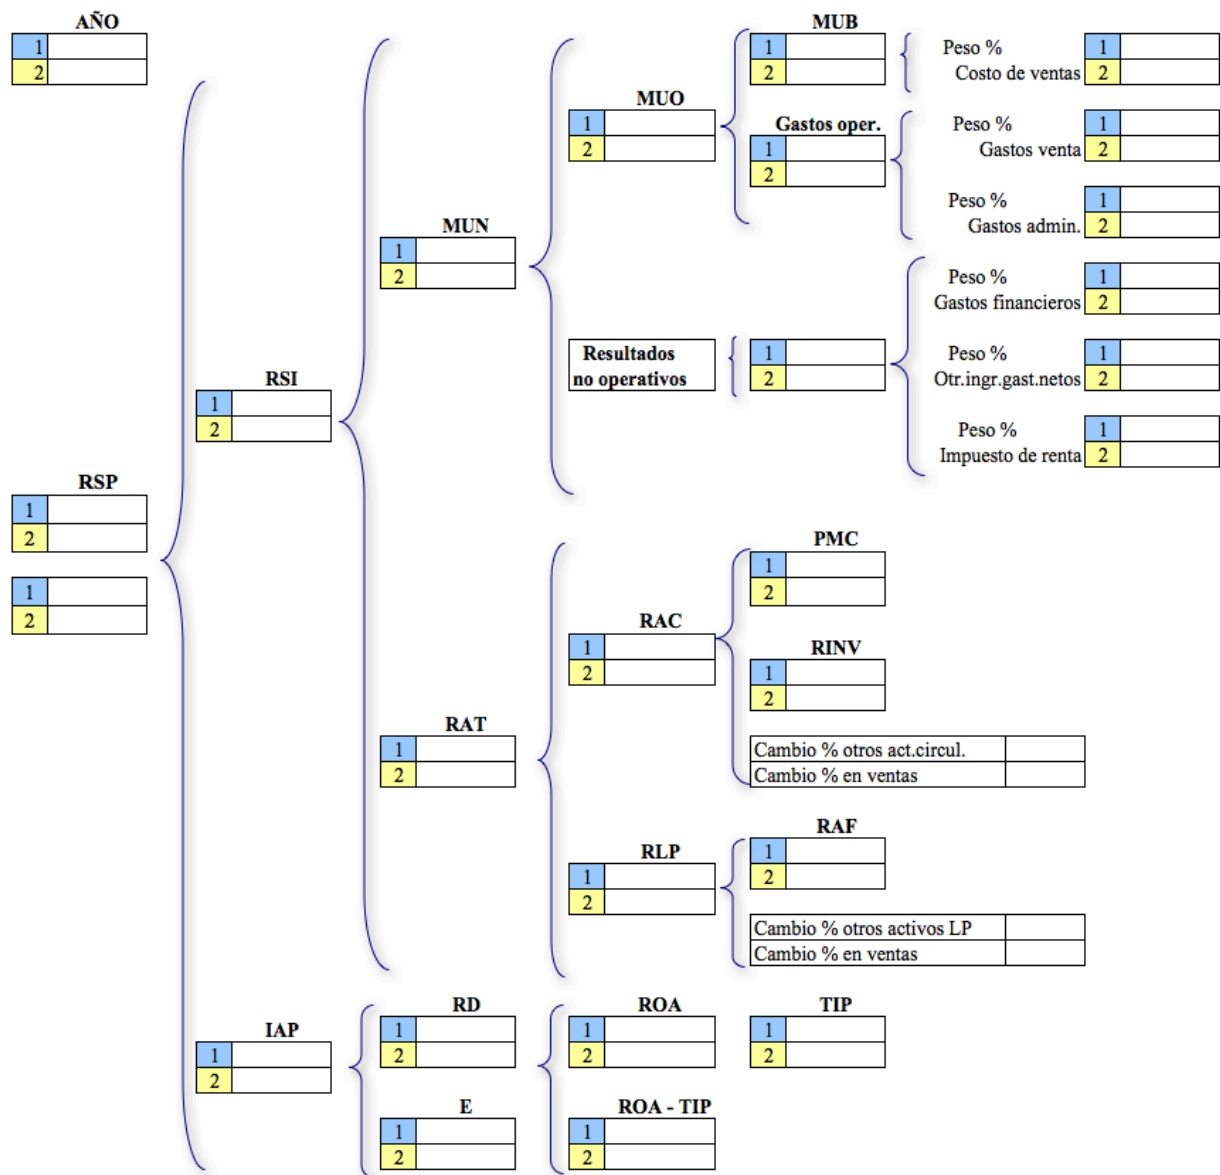 AÑO
1
2
MUB
1
2
Peso %
Costo de ventas
1
2
MUO
1
2
Gastos oper.
1
2
Peso %
Gastos venta
1
2
Peso %
Gastos admin.
1
2
MUN
1
2
Peso %
Gastos financieros
1
2
Resultados
no operativos
1
2
Peso %
Otr.ingr.gast.netos
1
2
Peso %
Impuesto de renta
1
2
RSI
1
2
RSP
1
2
1
2
PMC
1
2
RAC
1
2
RINV
1
2
RAT
1
2
Cambio % otros act.circul.
Cambio % en ventas
RLP
1
2
RAF
1
2
Cambio % otros activos LP
Cambio % en ventas
IAP
1
2
RD
1
2
ROA
1
2
TIP
1
2
E
1
2
ROA - TIP
1
2